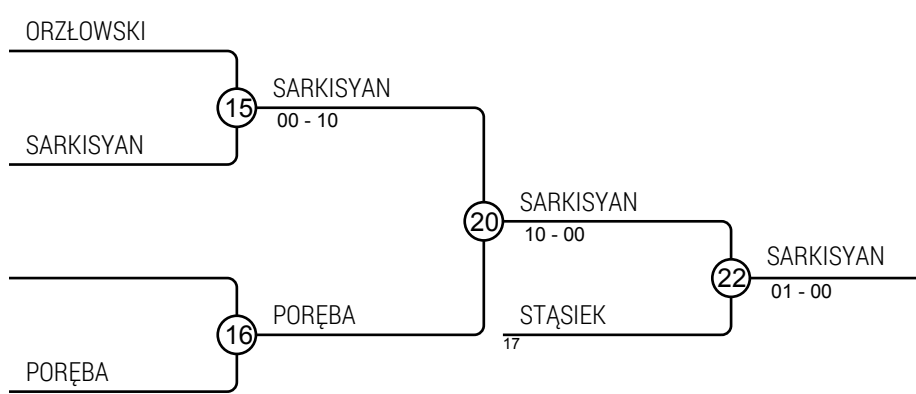 ORZŁOWSKI
15
SARKISYAN
00 - 10
SARKISYAN
20
SARKISYAN
10 - 00
22
SARKISYAN
01 - 00
16
PORĘBA
STĄSIEK
17
PORĘBA